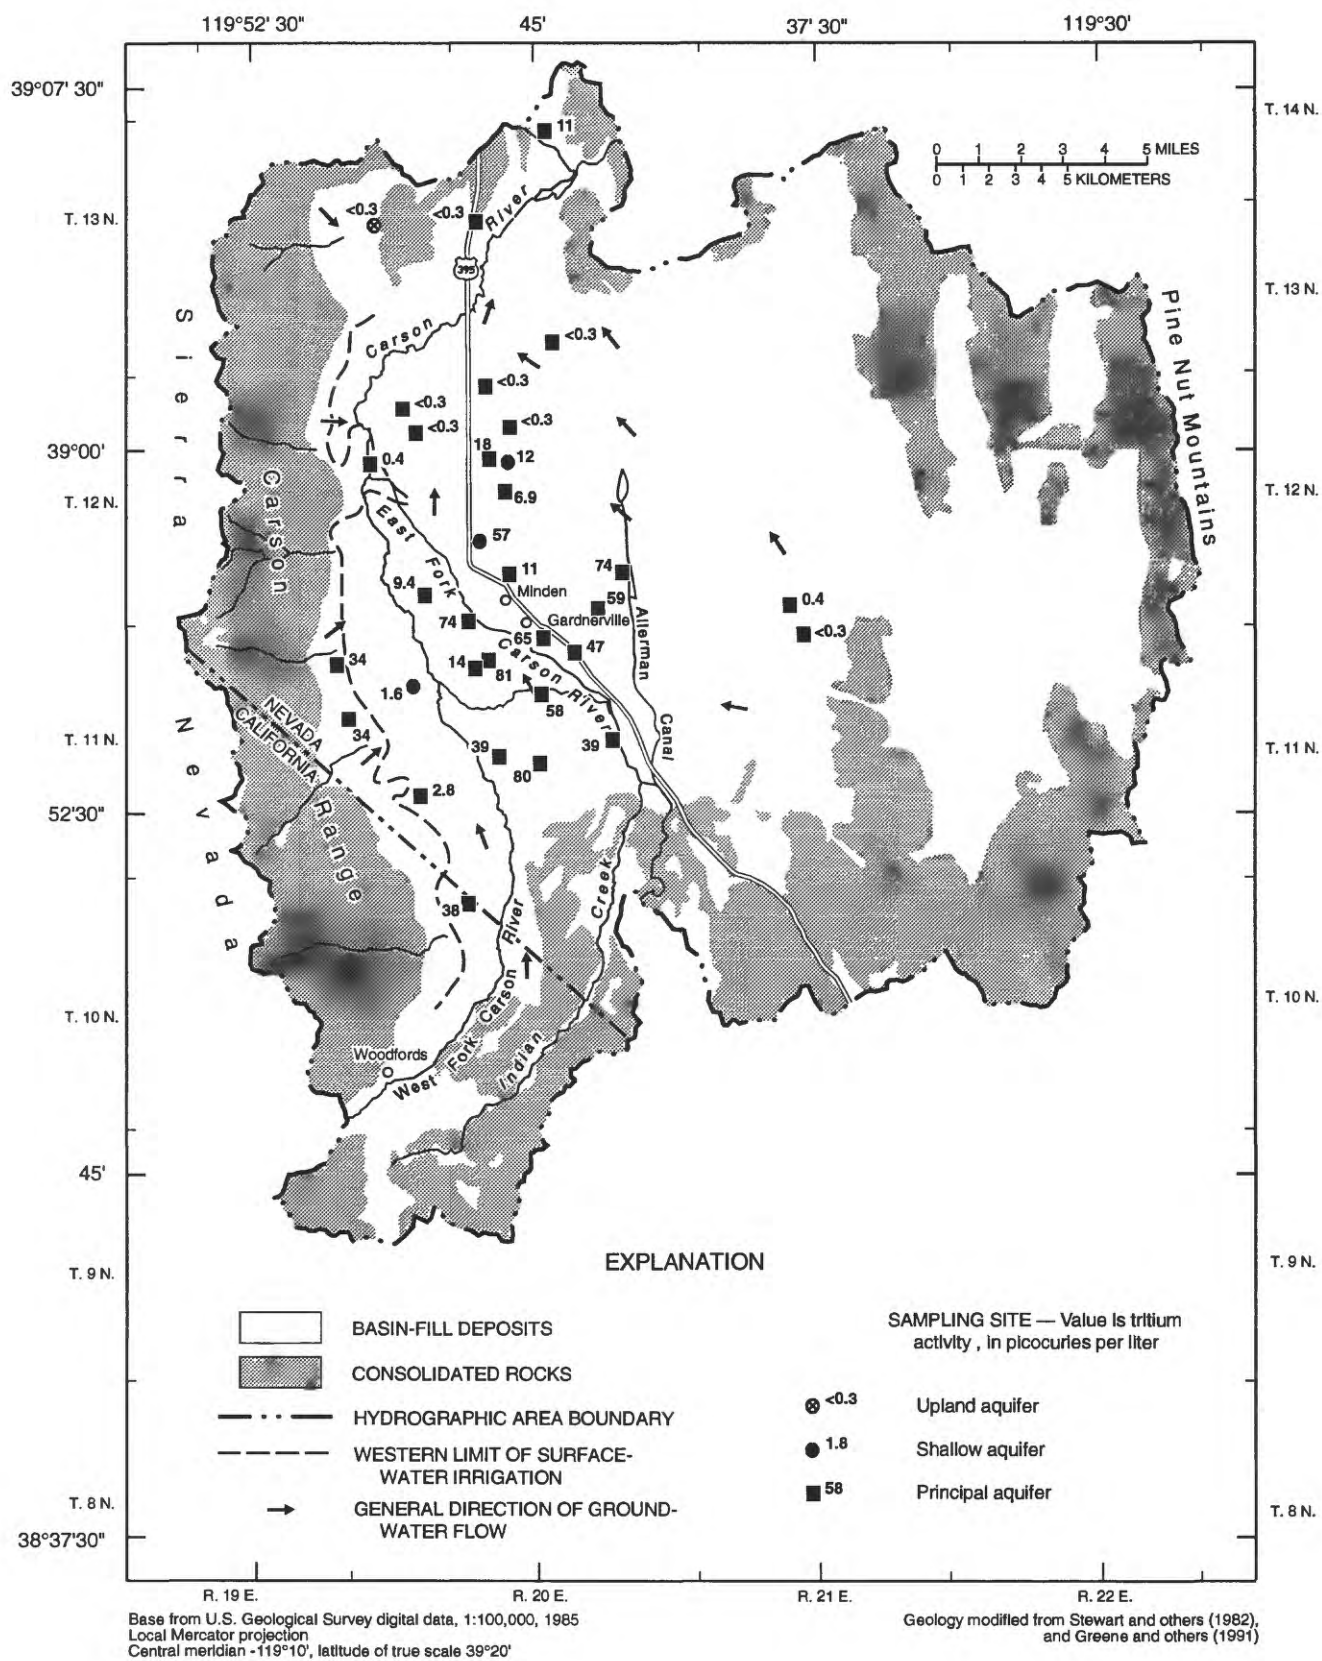 119°52' 30"
45'
37' 30"
119°30'
39°07' 30"
T. 14 N.
11
0 1 2 3 4 5 MILES
0 1 2 3 4 5 KILOMETERS
<0.3
<0.3
River
T. 13 N.
395
T. 13 N.
Sierra
Carson
<0.3
Pine Nut Mountains
<0.3
<0.3
<0.3
<0.3
39°00'
18
12
0.4
Carson
6.9
T. 12 N.
T. 12 N.
East
Fork
57
11
74
9.4
Minden
59
0.4
Allerman
74
Gardnerville
<0.3
65
47
Carson River
34
14
81
1.6
58
NEVADA
CALIFORNIA
Nevada
34
Canal
39
T. 11 N.
T. 11 N.
39
80
2.8
52'30"
Range
Creek
38
River
Carson
T. 10 N.
T. 10 N.
Woodfords
Fork
Indian
West
45'
EXPLANATION
T. 9 N.
T. 9 N.
BASIN-FILL DEPOSITS
CONSOLIDATED ROCKS
HYDROGRAPHIC AREA BOUNDARY
WESTERN LIMIT OF SURFACE-
WATER IRRIGATION
GENERAL DIRECTION OF GROUND-
WATER FLOW
SAMPLING SITE — Value is tritium
activity , in picocuries per liter
<0.3 Upland aquifer
1.8 Shallow aquifer
58 Principal aquifer
T. 8 N.
T. 8 N.
38°37'30"
R. 19 E.
R. 20 E.
R. 21 E.
R. 22 E.
Base from U.S. Geological Survey digital data, 1:100,000, 1985
Local Mercator projection
Central meridian -119°10', latitude of true scale 39°20'
Geology modified from Stewart and others (1982),
and Greene and others (1991)